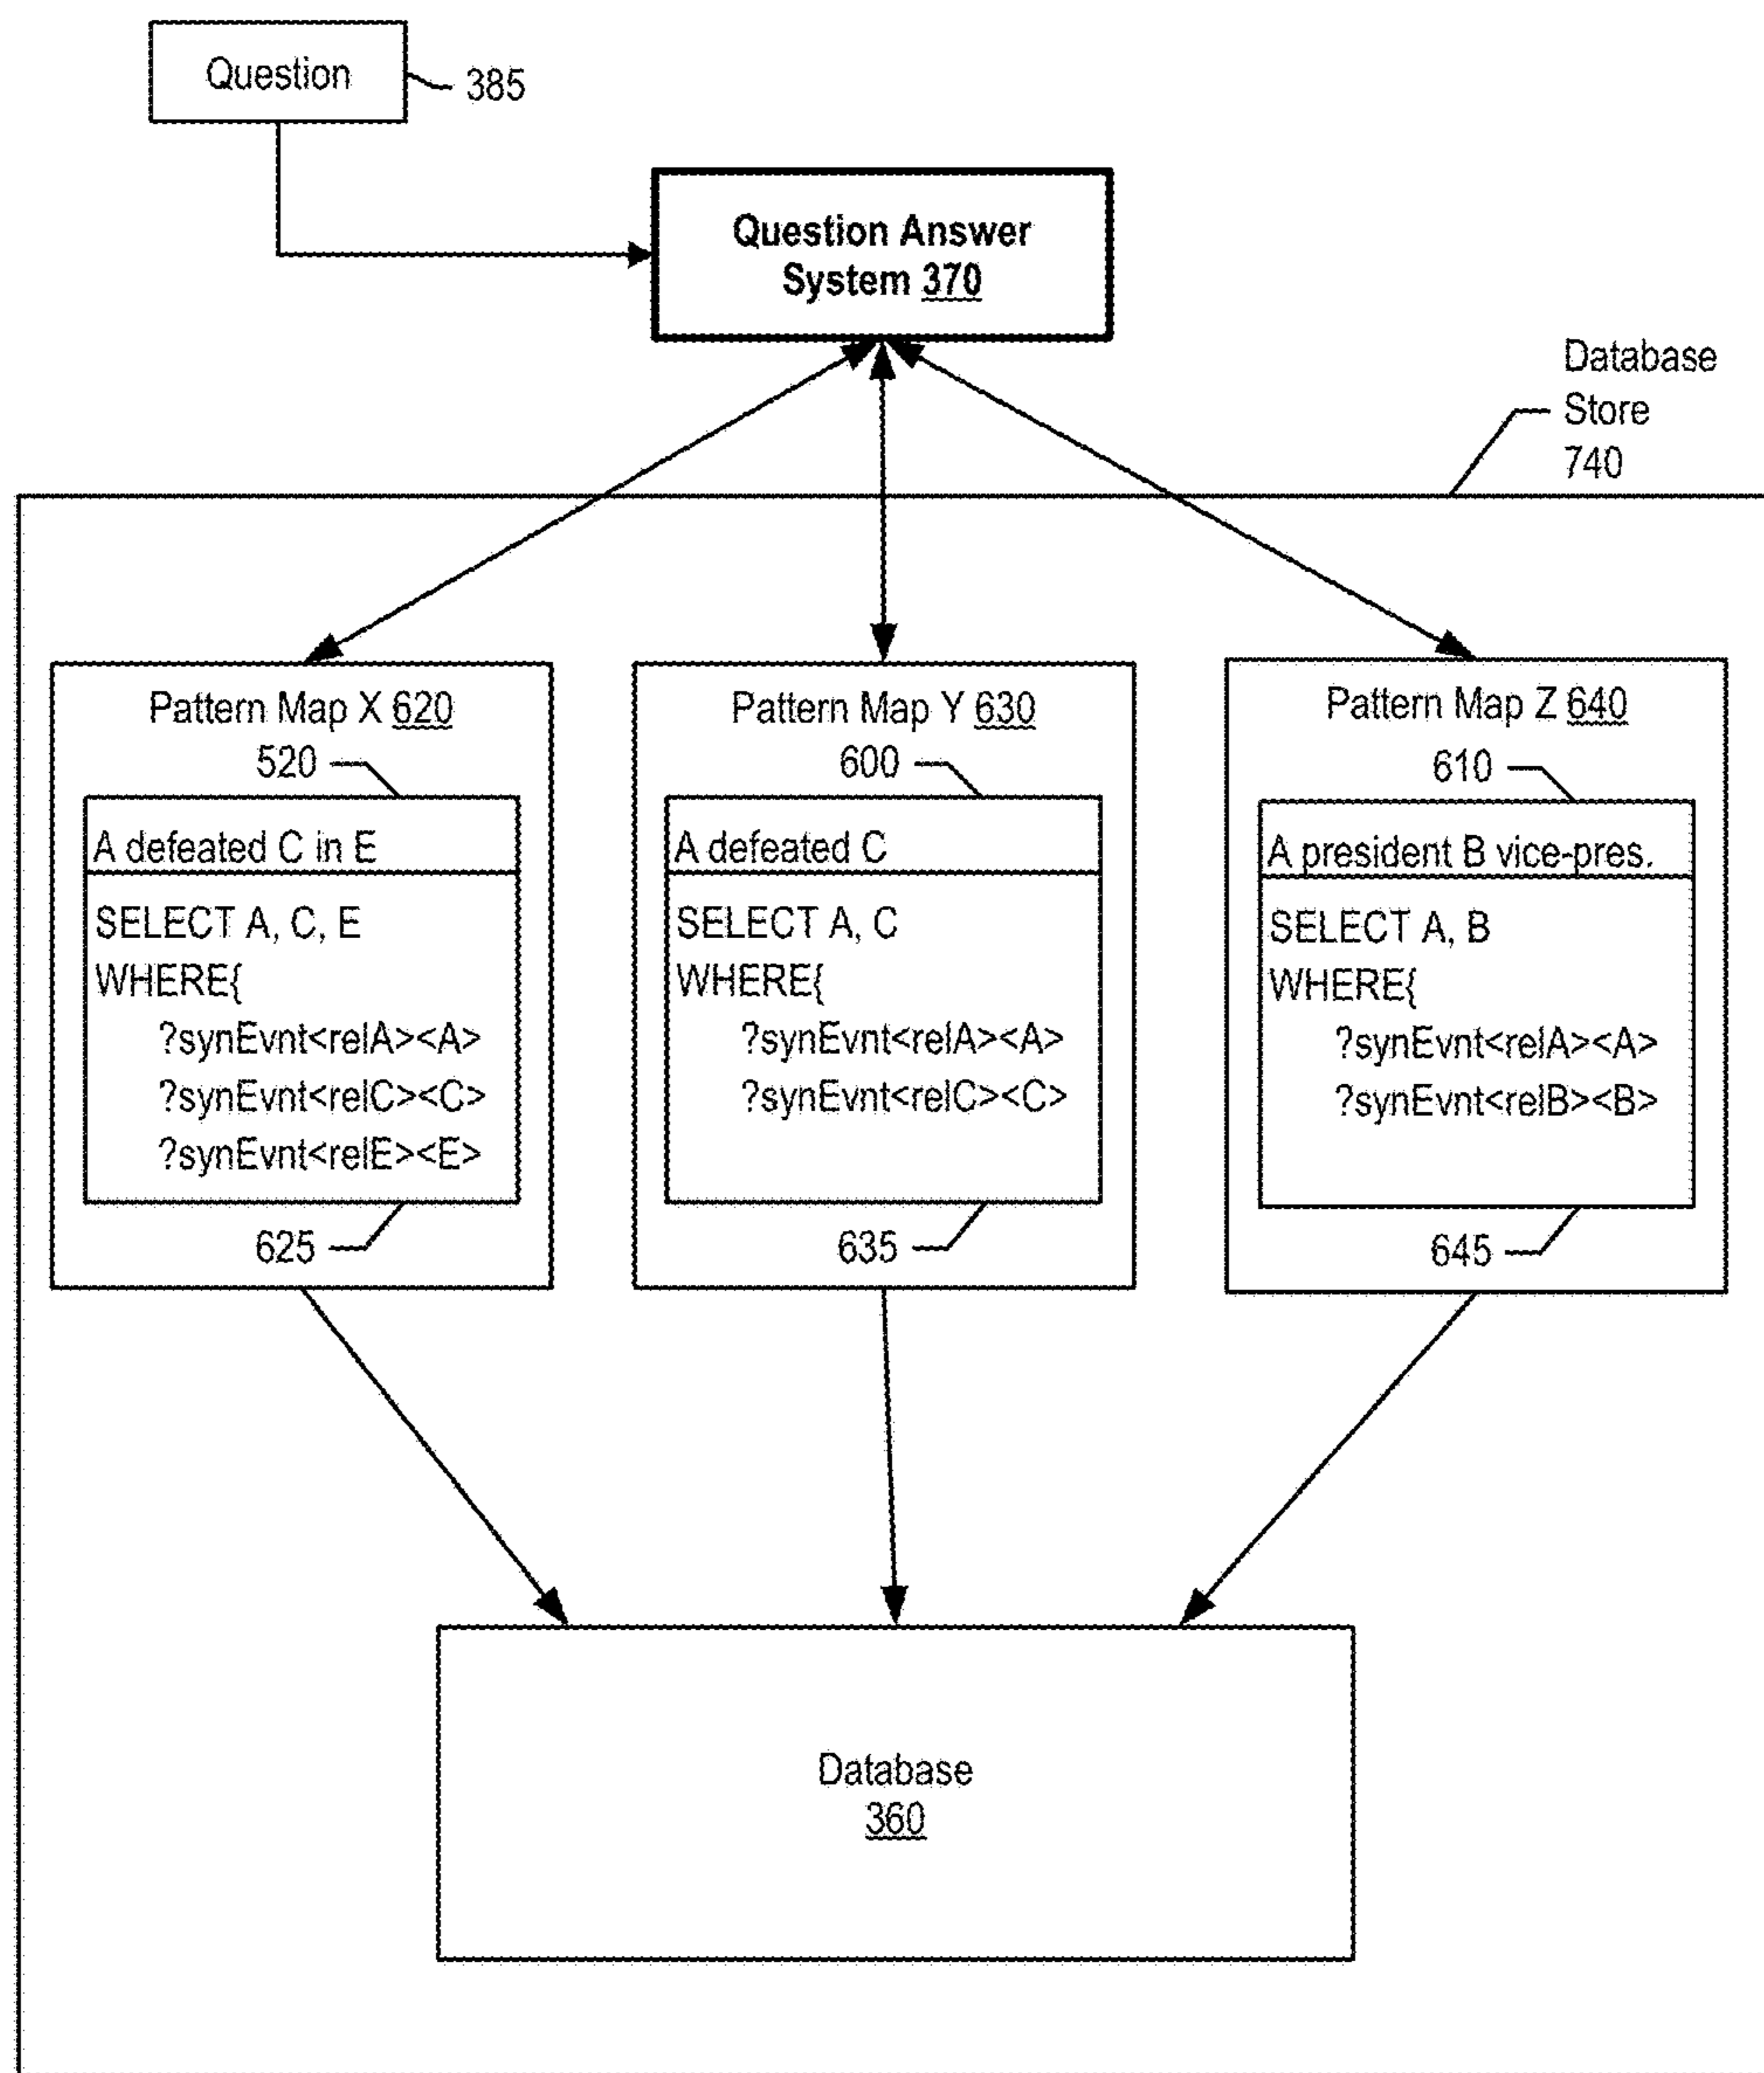 Question
385
Question Answer
System 370
Database
Store
740
Pattern Map X 620
520
A defeated C in E
SELECT A, C, E
WHERE{
?synEvnt<relA><A>
?synEvnt<relC><C>
?synEvnt<relE><E>
625
Pattern Map Y 630
600
A defeated C
SELECT A, C
WHERE{
?synEvnt<relA><A>
?synEvnt<relC><C>
635
Pattern Map Z 640
610
A president B vice-pres.
SELECT A, B
WHERE{
?synEvnt<relA><A>
?synEvnt<relB><B>
645
Database
360